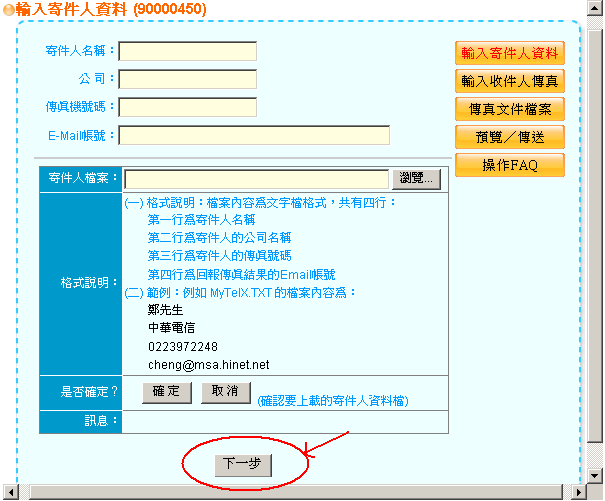 輸入寄件人資料 (90000450)
寄件人名稱：
公 司：
傳真機號碼：
E-Mail帳號：
輸入寄件人資料
輸入收件人傳真
傳真文件檔案
預覽／傳送
操作FAQ
寄件人檔案：
瀏覽...
格式說明：
(一) 格式說明：檔案內容為文字檔格式，共有四行：
第一行為寄件人名稱
第二行為寄件人的公司名稱
第三行為寄件人的傳真號碼
第四行為回報傳真結果的Email帳號
(二) 範例：例如 MyTelX.TXT 的檔案內容為：
鄭先生
中華電信
0223972248
cheng@msa.hinet.net
是否確定？
確 定
取 消
(確認要上載的寄件人資料檔)
訊息：
下一步